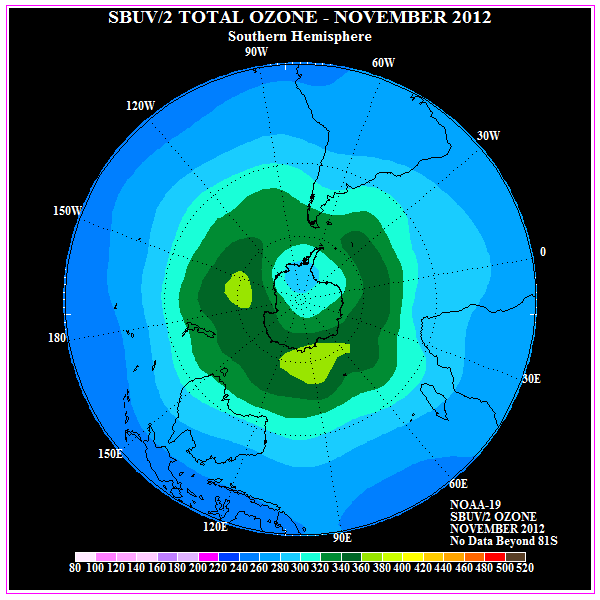 SBUV/2 TOTAL OZONE - NOVEMBER 2012
Southern Hemisphere
90W
60W
120W
30W
150W
0
180
30E
150E
60E
120E
90E
NOAA-19
SBUV/2 OZONE
NOVEMBER 2012
No Data Beyond 81S
80 100 120 140 160 180 200 220 240 260 280 300 320 340 360 380 400 420 440 460 480 500 520